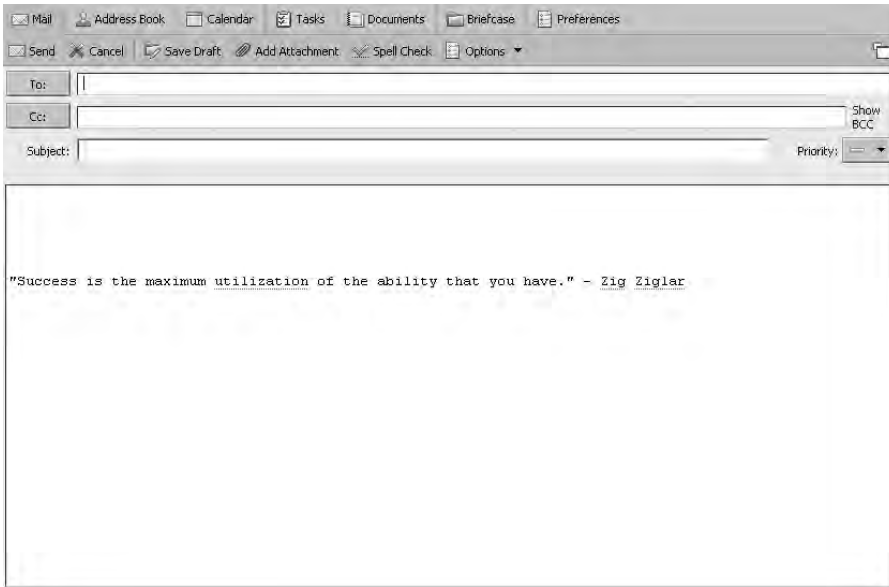 Mail Address Book Calendar Tasks Documents Briefcase Preferences
Send Cancel Save Draft Add Attachment Spell Check Options
To:
Cc: Show
BCC
Subject: Priority:
"Success is the maximum utilization of the ability that you have." - Zig Ziglar